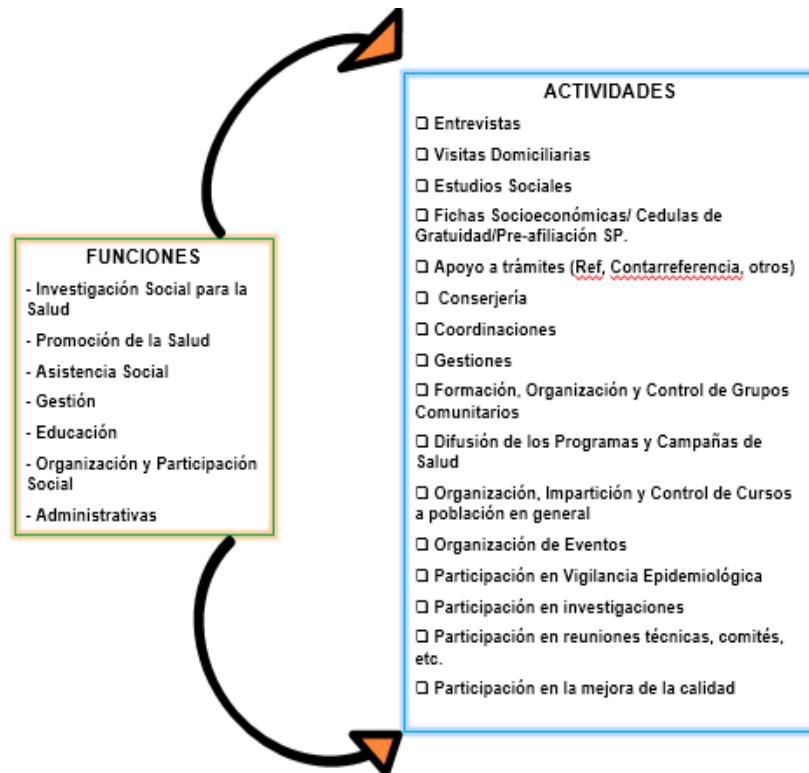 FUNCIONES
- Investigación Social para la
Salud
- Promoción de la Salud
- Asistencia Social
- Gestión
- Educación
- Organización y Participación
Social
- Administrativas
ACTIVIDADES
❑ Entrevistas
❑ Visitas Domiciliarias
❑ Estudios Sociales
❑ Fichas Socioeconómicas/ Cedulas de
Gratuidad/Pre-afiliación SP.
❑ Apoyo a trámites (Ref, Contarreferencia, otros)
❑ Conserjería
❑ Coordinaciones
❑ Gestiones
❑ Formación, Organización y Control de Grupos
Comunitarios
❑ Difusión de los Programas y Campañas de
Salud
❑ Organización, Impartición y Control de Cursos
a población en general
❑ Organización de Eventos
❑ Participación en Vigilancia Epidemiológica
❑ Participación en investigaciones
❑ Participación en reuniones técnicas, comités,
etc.
❑ Participación en la mejora de la calidad